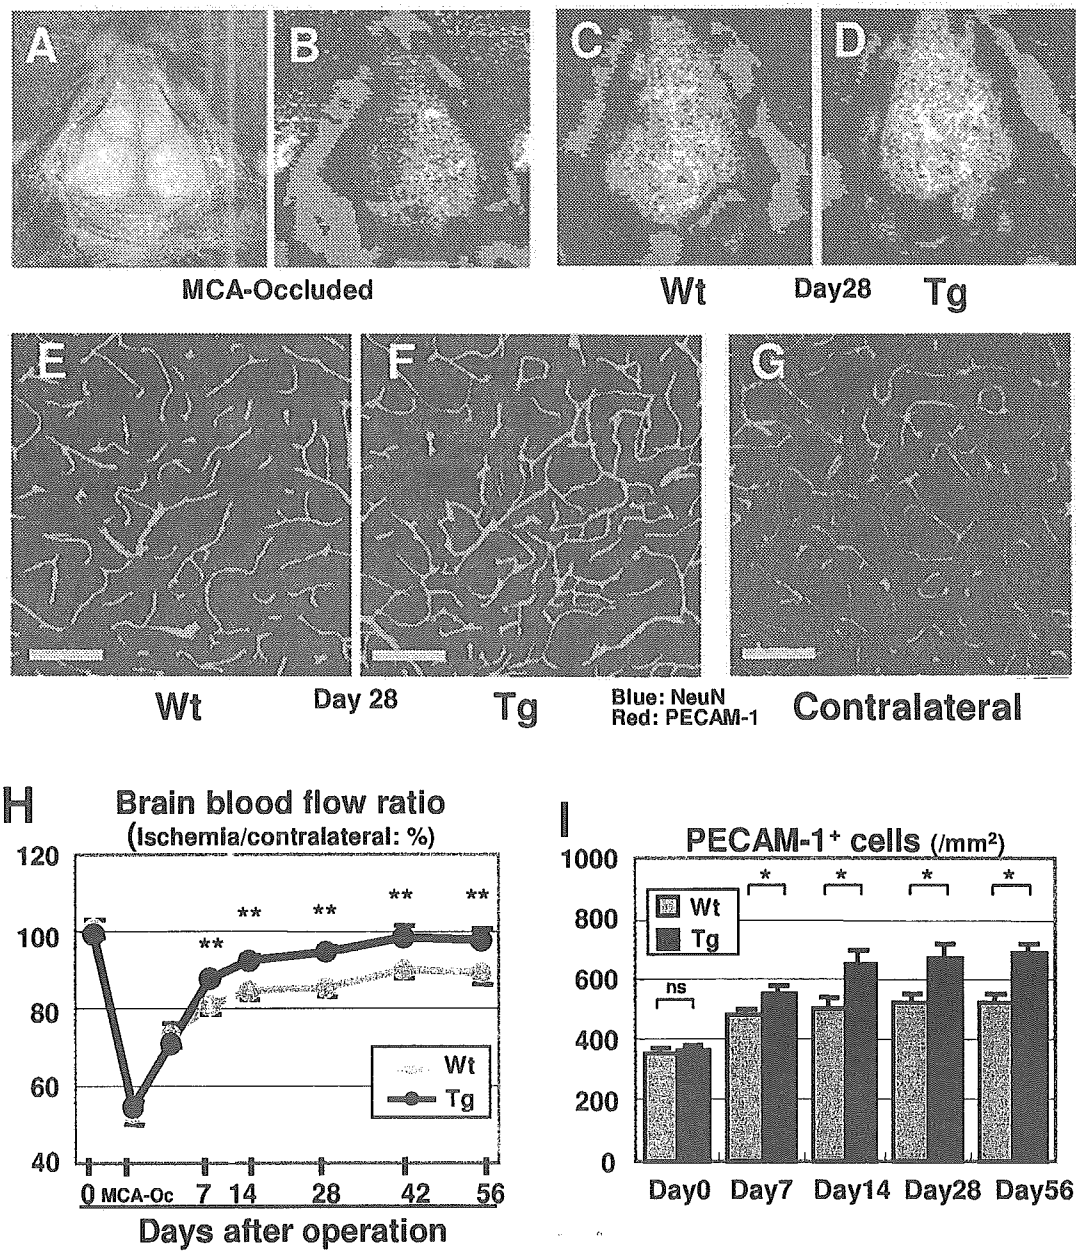 A
B
C
D
MCA-Occluded
Wt
Day28
Tg
E
F
G
Wt
Day 28
Tg
Blue: NeuN
Red: PECAM-1
Contralateral
H
Brain blood flow ratio
(Ischemia/contralateral: %)
120
100
80
60
40
**
**
**
**
**
Wt
Tg
0 MCA-Oc 7 14 28 42 56
Days after operation
I
PECAM-1+ cells (/mm²)
1000
800
600
400
200
0
Wt
Tg
ns
*
*
*
*
Day0 Day7 Day14 Day28 Day56